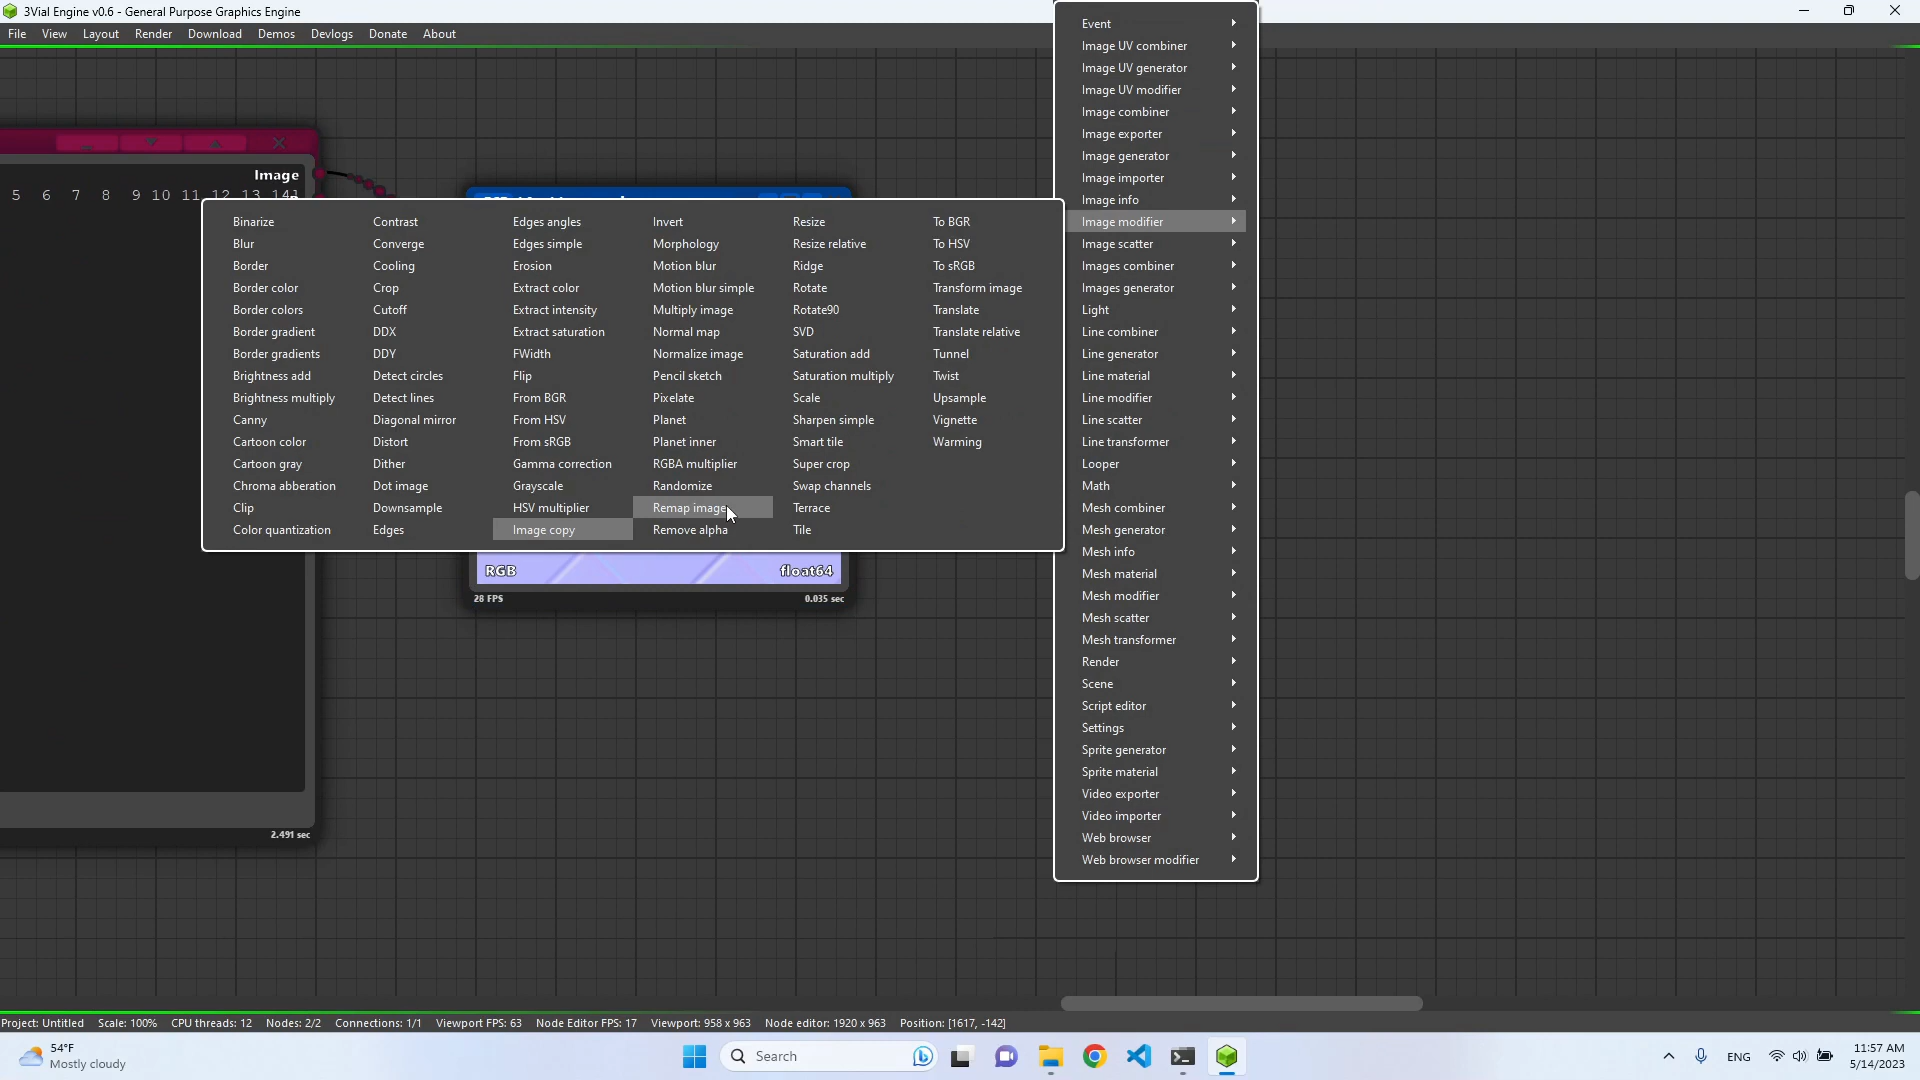 3Vial Engine v0.6 - General Purpose Graphics Engine
File View Layout Render Download Demos Devlogs Donate About
Image
5 6 7 8 9 10 11 12 13 14
Binarize
Blur
Border
Border color
Border colors
Border gradient
Border gradients
Brightness add
Brightness multiply
Canny
Cartoon color
Cartoon gray
Chroma abberation
Clip
Color quantization
Contrast
Converge
Cooling
Crop
Cutoff
DDX
DDY
Detect circles
Detect lines
Diagonal mirror
Distort
Dither
Dot image
Downsample
Edges
Edges angles
Edges simple
Erosion
Extract color
Extract intensity
Extract saturation
FWidth
Flip
From BGR
From HSV
From sRGB
Gamma correction
Grayscale
HSV multiplier
Image copy
Invert
Morphology
Motion blur
Motion blur simple
Multiply image
Normal map
Normalize image
Pencil sketch
Pixelate
Planet
Planet inner
RGBA multiplier
Randomize
Remap image
Remove alpha
Resize
Resize relative
Ridge
Rotate
Rotate90
SVD
Saturation add
Saturation multiply
Scale
Sharpen simple
Smart tile
Super crop
Swap channels
Terrace
Tile
To BGR
To HSV
To sRGB
Transform image
Translate
Translate relative
Tunnel
Twist
Upsample
Vignette
Warming
Event
Image UV combiner
Image UV generator
Image UV modifier
Image combiner
Image exporter
Image generator
Image importer
Image info
Image modifier
Image scatter
Images combiner
Images generator
Light
Line combiner
Line generator
Line material
Line modifier
Line scatter
Line transformer
Looper
Math
Mesh combiner
Mesh generator
Mesh info
Mesh material
Mesh modifier
Mesh scatter
Mesh transformer
Render
Scene
Script editor
Settings
Sprite generator
Sprite material
Video exporter
Video importer
Web browser
Web browser modifier
RGB float64
28 FPS 0.035 sec
2.491 sec
Project: Untitled Scale: 100% CPU threads: 12 Nodes: 2/2 Connections: 1/1 Viewport FPS: 63 Node Editor FPS: 17 Viewport: 958 x 963 Node editor: 1920 x 963 Position: [1617, -142]
54°F
Mostly cloudy
Search
ENG
11:57 AM
5/14/2023